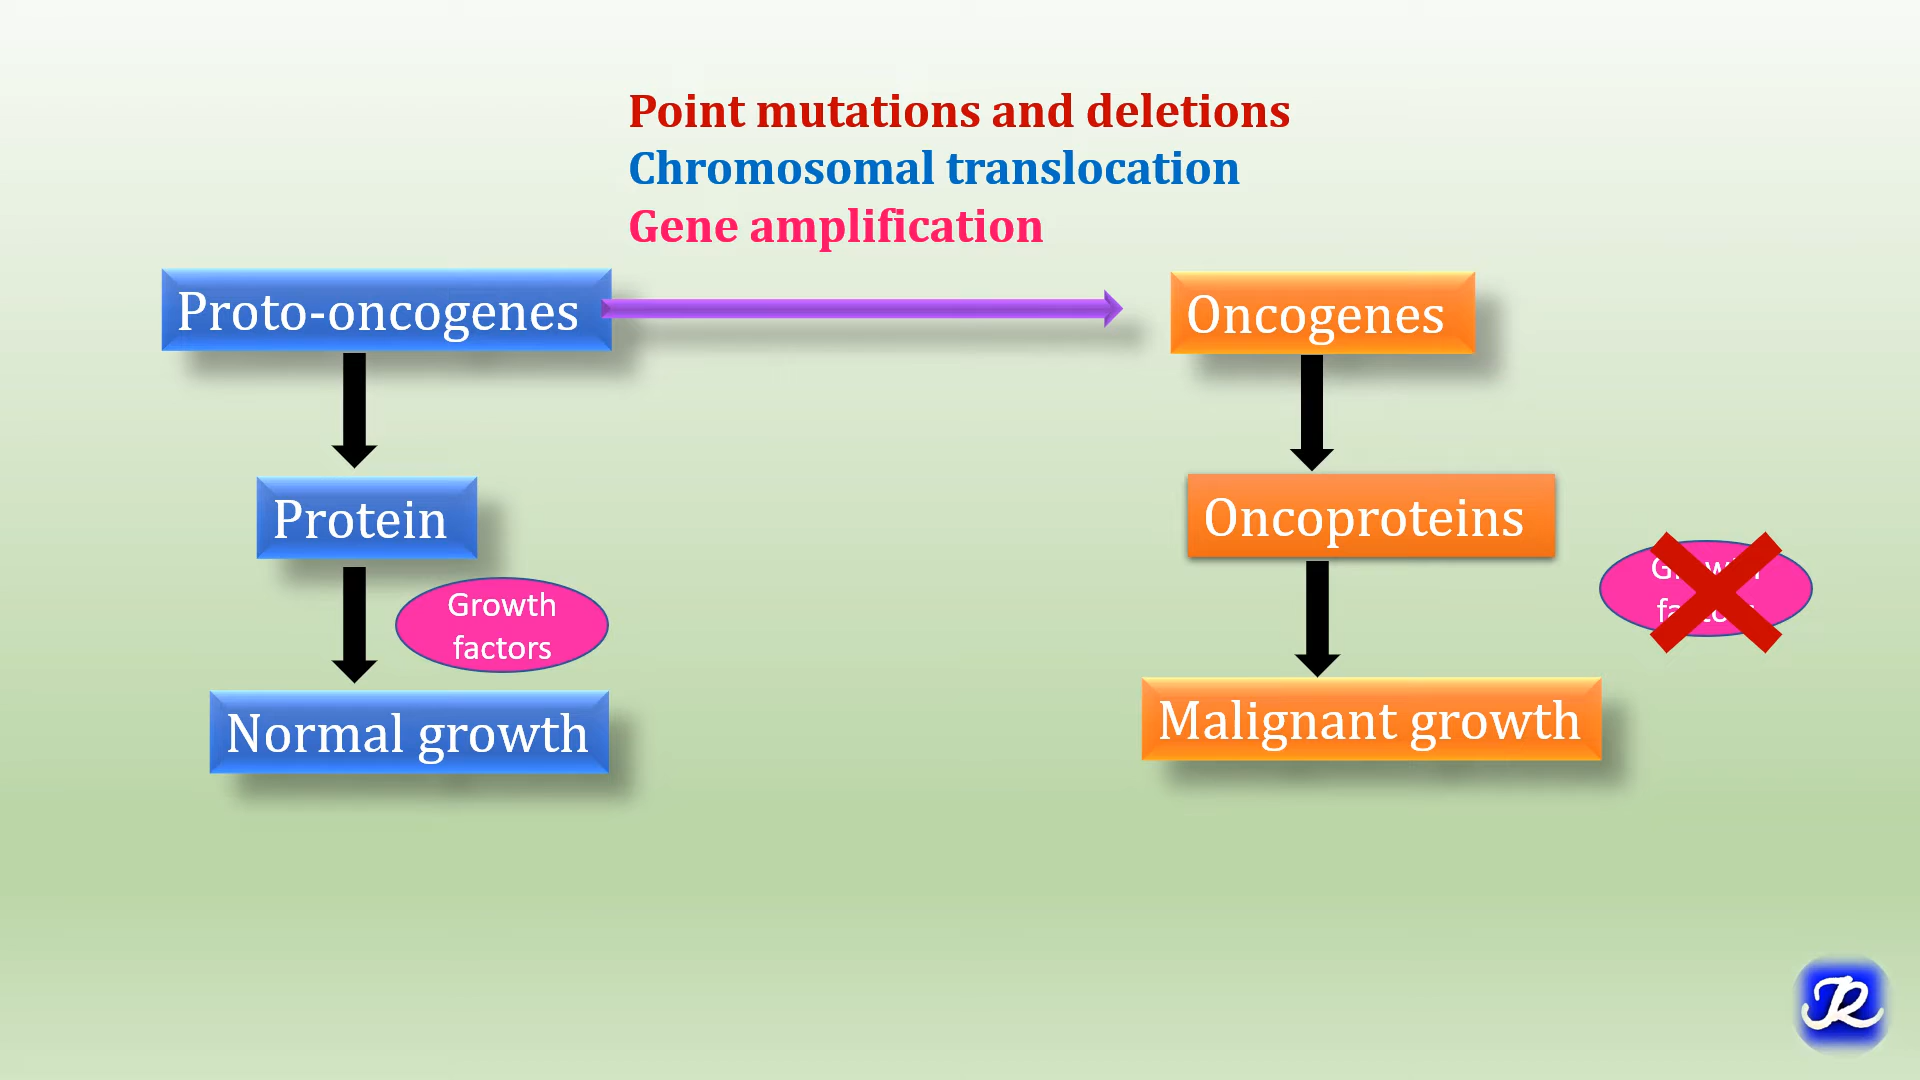 Point mutations and deletions
Chromosomal translocation
Gene amplification
Proto-oncogenes
Oncogenes
Protein
Oncoproteins
Growth
factors
Normal growth
Malignant growth
JR